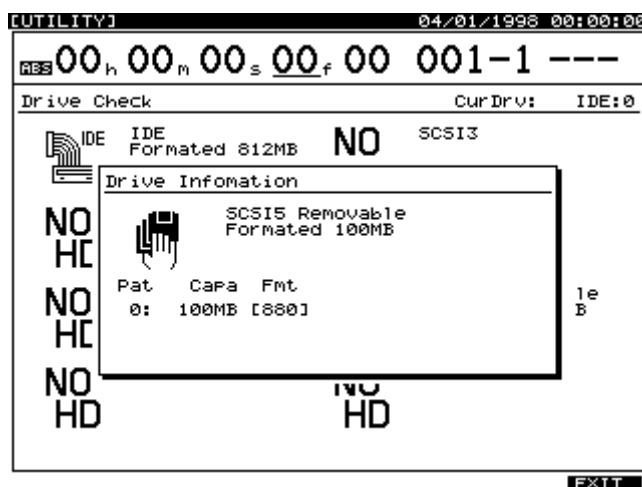 [UTILITY] 04/01/1998 00:00:00
ABS 00h 00m 00s 00f 00 001-1 ---
Drive Check CurDrv: IDE:0
IDE IDE NO SCSI3
Formated 812MB
Drive Infomation
SCSI5 Removable
Formated 100MB
Pat Capa Fmt
0: 100MB [880]
NO
HD
NO le
HD B
NO NO
HD HD
EXIT